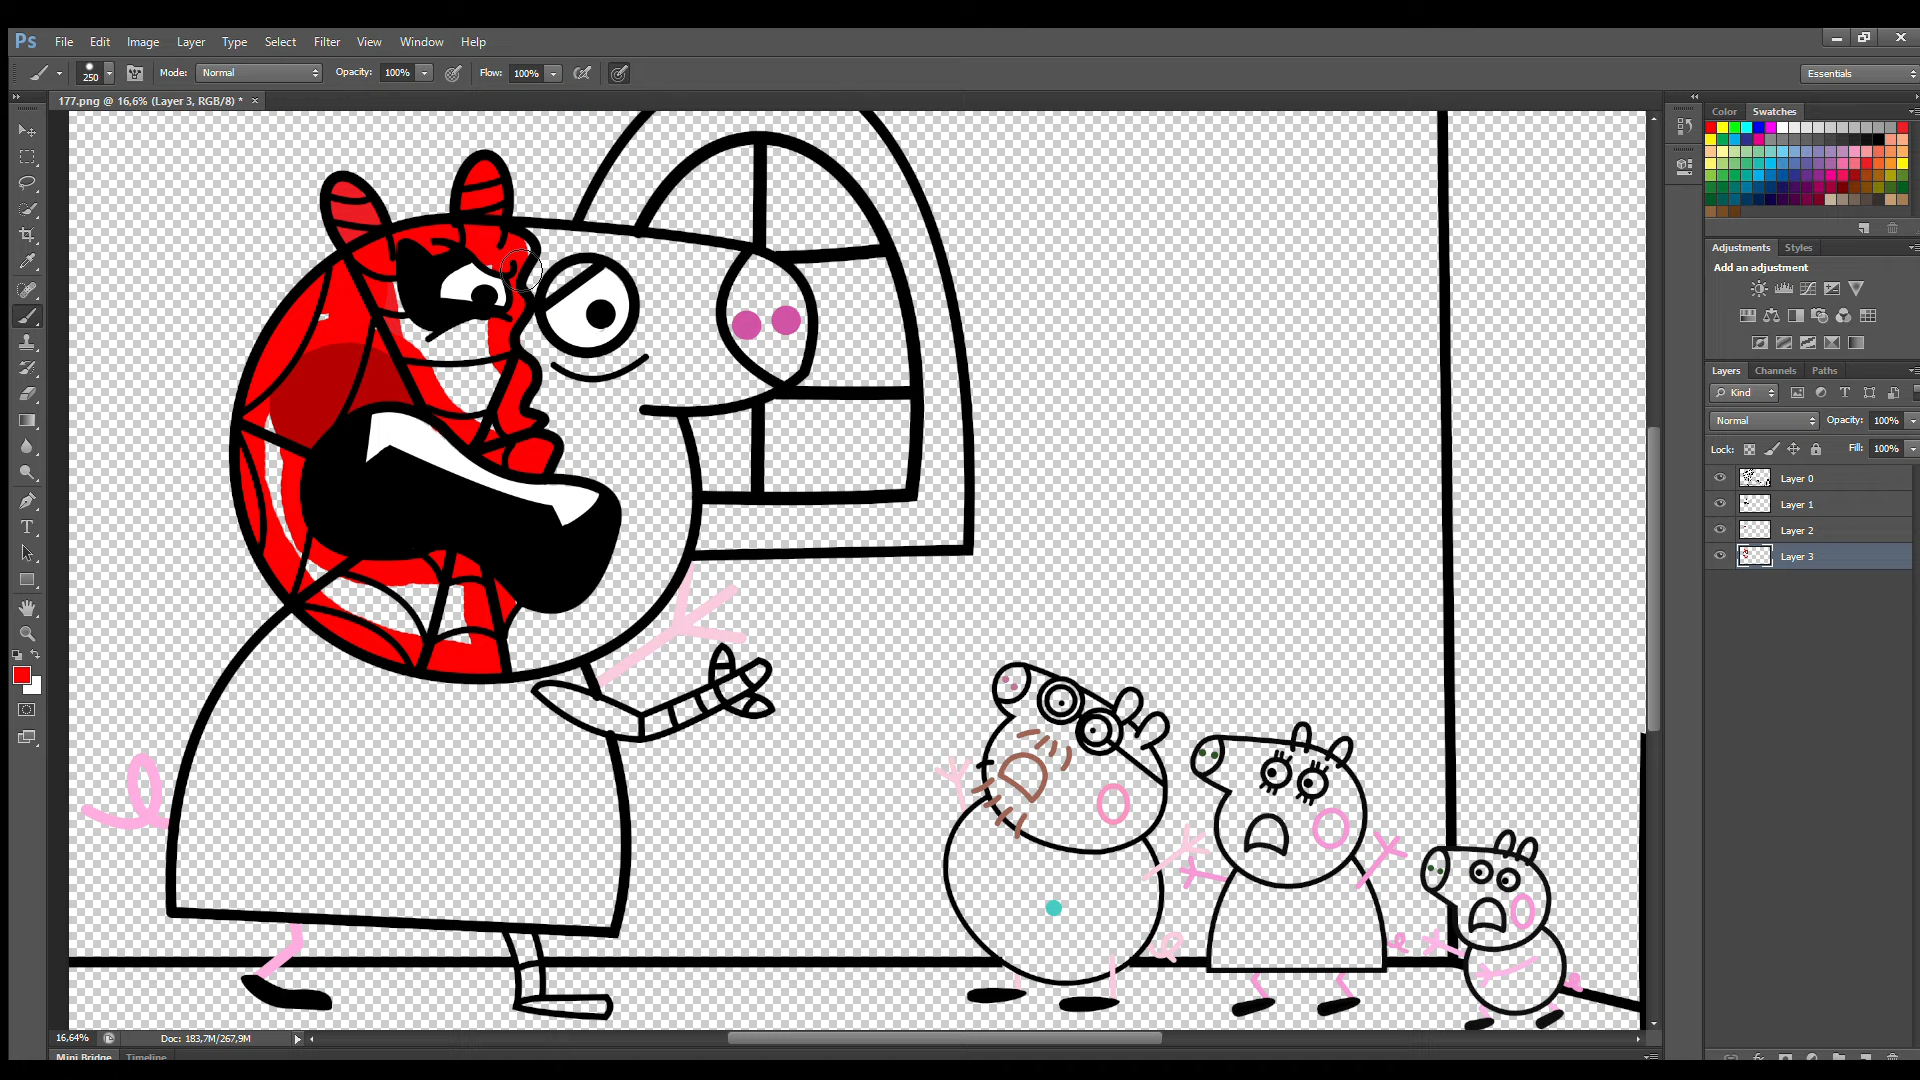 Ps File Edit Image Layer Type Select Filter View Window Help
250 Mode: Normal Opacity: 100% Flow: 100% Essentials
177.png @ 16,6% (Layer 3, RGB/8) * ×
Color Swatches
Adjustments Styles
Add an adjustment
Layers Channels Paths
Kind
Normal Opacity: 100%
Lock: Fill: 100%
Layer 0
Layer 1
Layer 2
Layer 3
16,64% Doc: 183,7M/267,9M
Mini Bridge Timeline